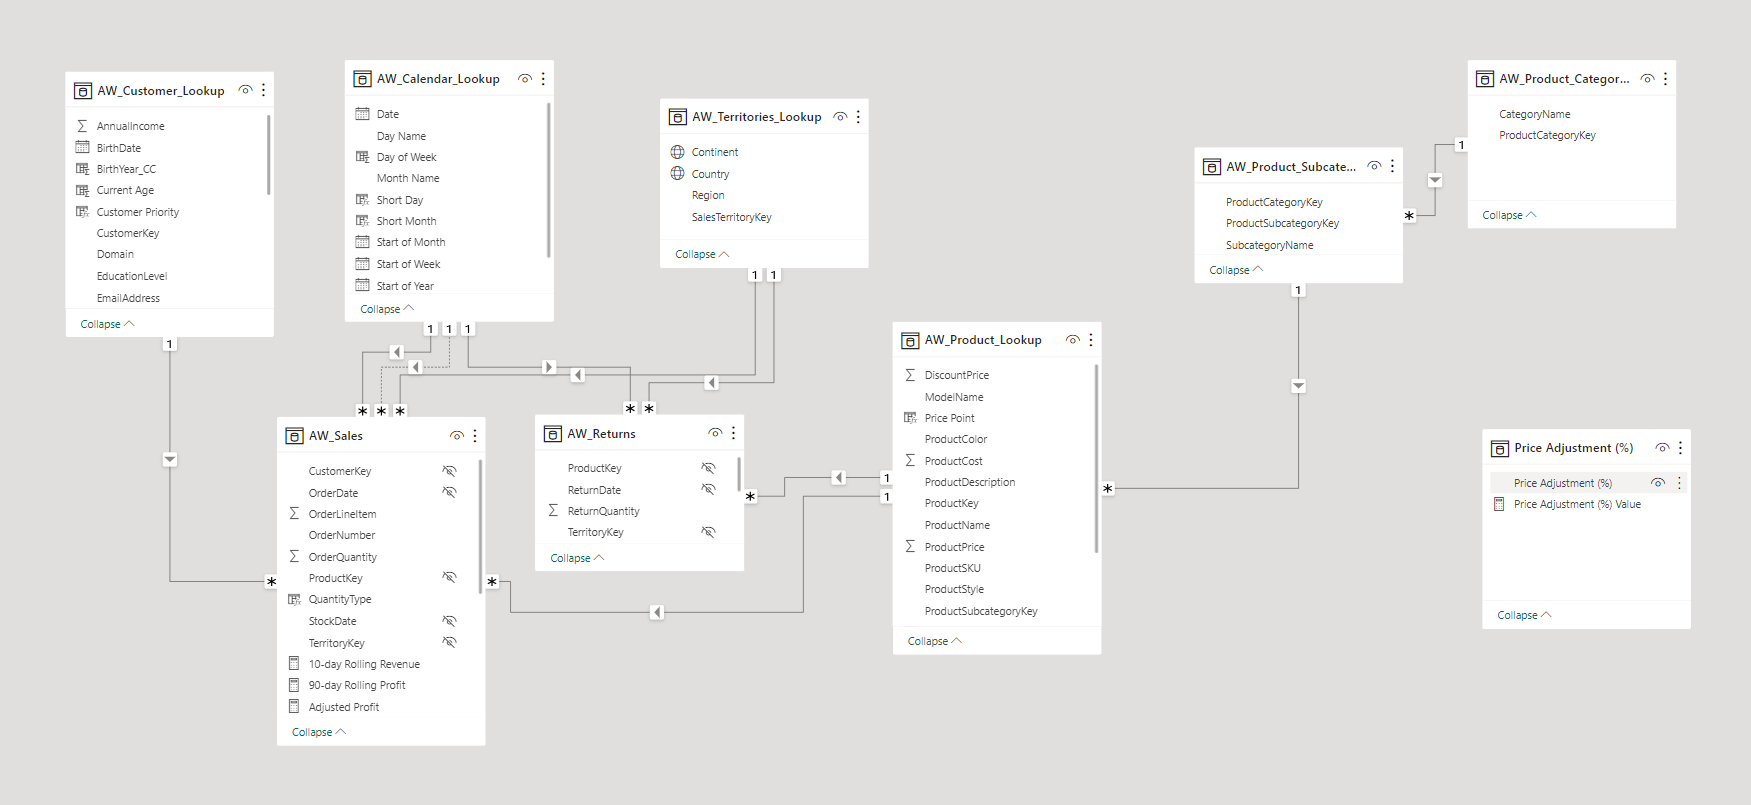 AW_Customer_Lookup
AnnualIncome
BirthDate
BirthYear_CC
Current Age
Customer Priority
CustomerKey
Domain
EducationLevel
EmailAddress
Collapse
1
AW_Calendar_Lookup
Date
Day Name
Day of Week
Month Name
Short Day
Short Month
Start of Month
Start of Week
Start of Year
Collapse
1 1 1
AW_Territories_Lookup
Continent
Country
Region
SalesTerritoryKey
Collapse
1 1
AW_Product_Categor...
CategoryName
ProductCategoryKey
Collapse
1
AW_Product_Subcate...
ProductCategoryKey
ProductSubcategoryKey
SubcategoryName
Collapse
*
1
* * *
AW_Sales
CustomerKey
OrderDate
OrderLineItem
OrderNumber
OrderQuantity
ProductKey
QuantityType
StockDate
TerritoryKey
10-day Rolling Revenue
90-day Rolling Profit
Adjusted Profit
Collapse
*
*
* *
AW_Returns
ProductKey
ReturnDate
ReturnQuantity
TerritoryKey
Collapse
*
AW_Product_Lookup
DiscountPrice
ModelName
Price Point
ProductColor
ProductCost
ProductDescription
ProductKey
ProductName
ProductPrice
ProductSKU
ProductStyle
ProductSubcategoryKey
Collapse
1
1
*
Price Adjustment (%)
Price Adjustment (%)
Price Adjustment (%) Value
Collapse